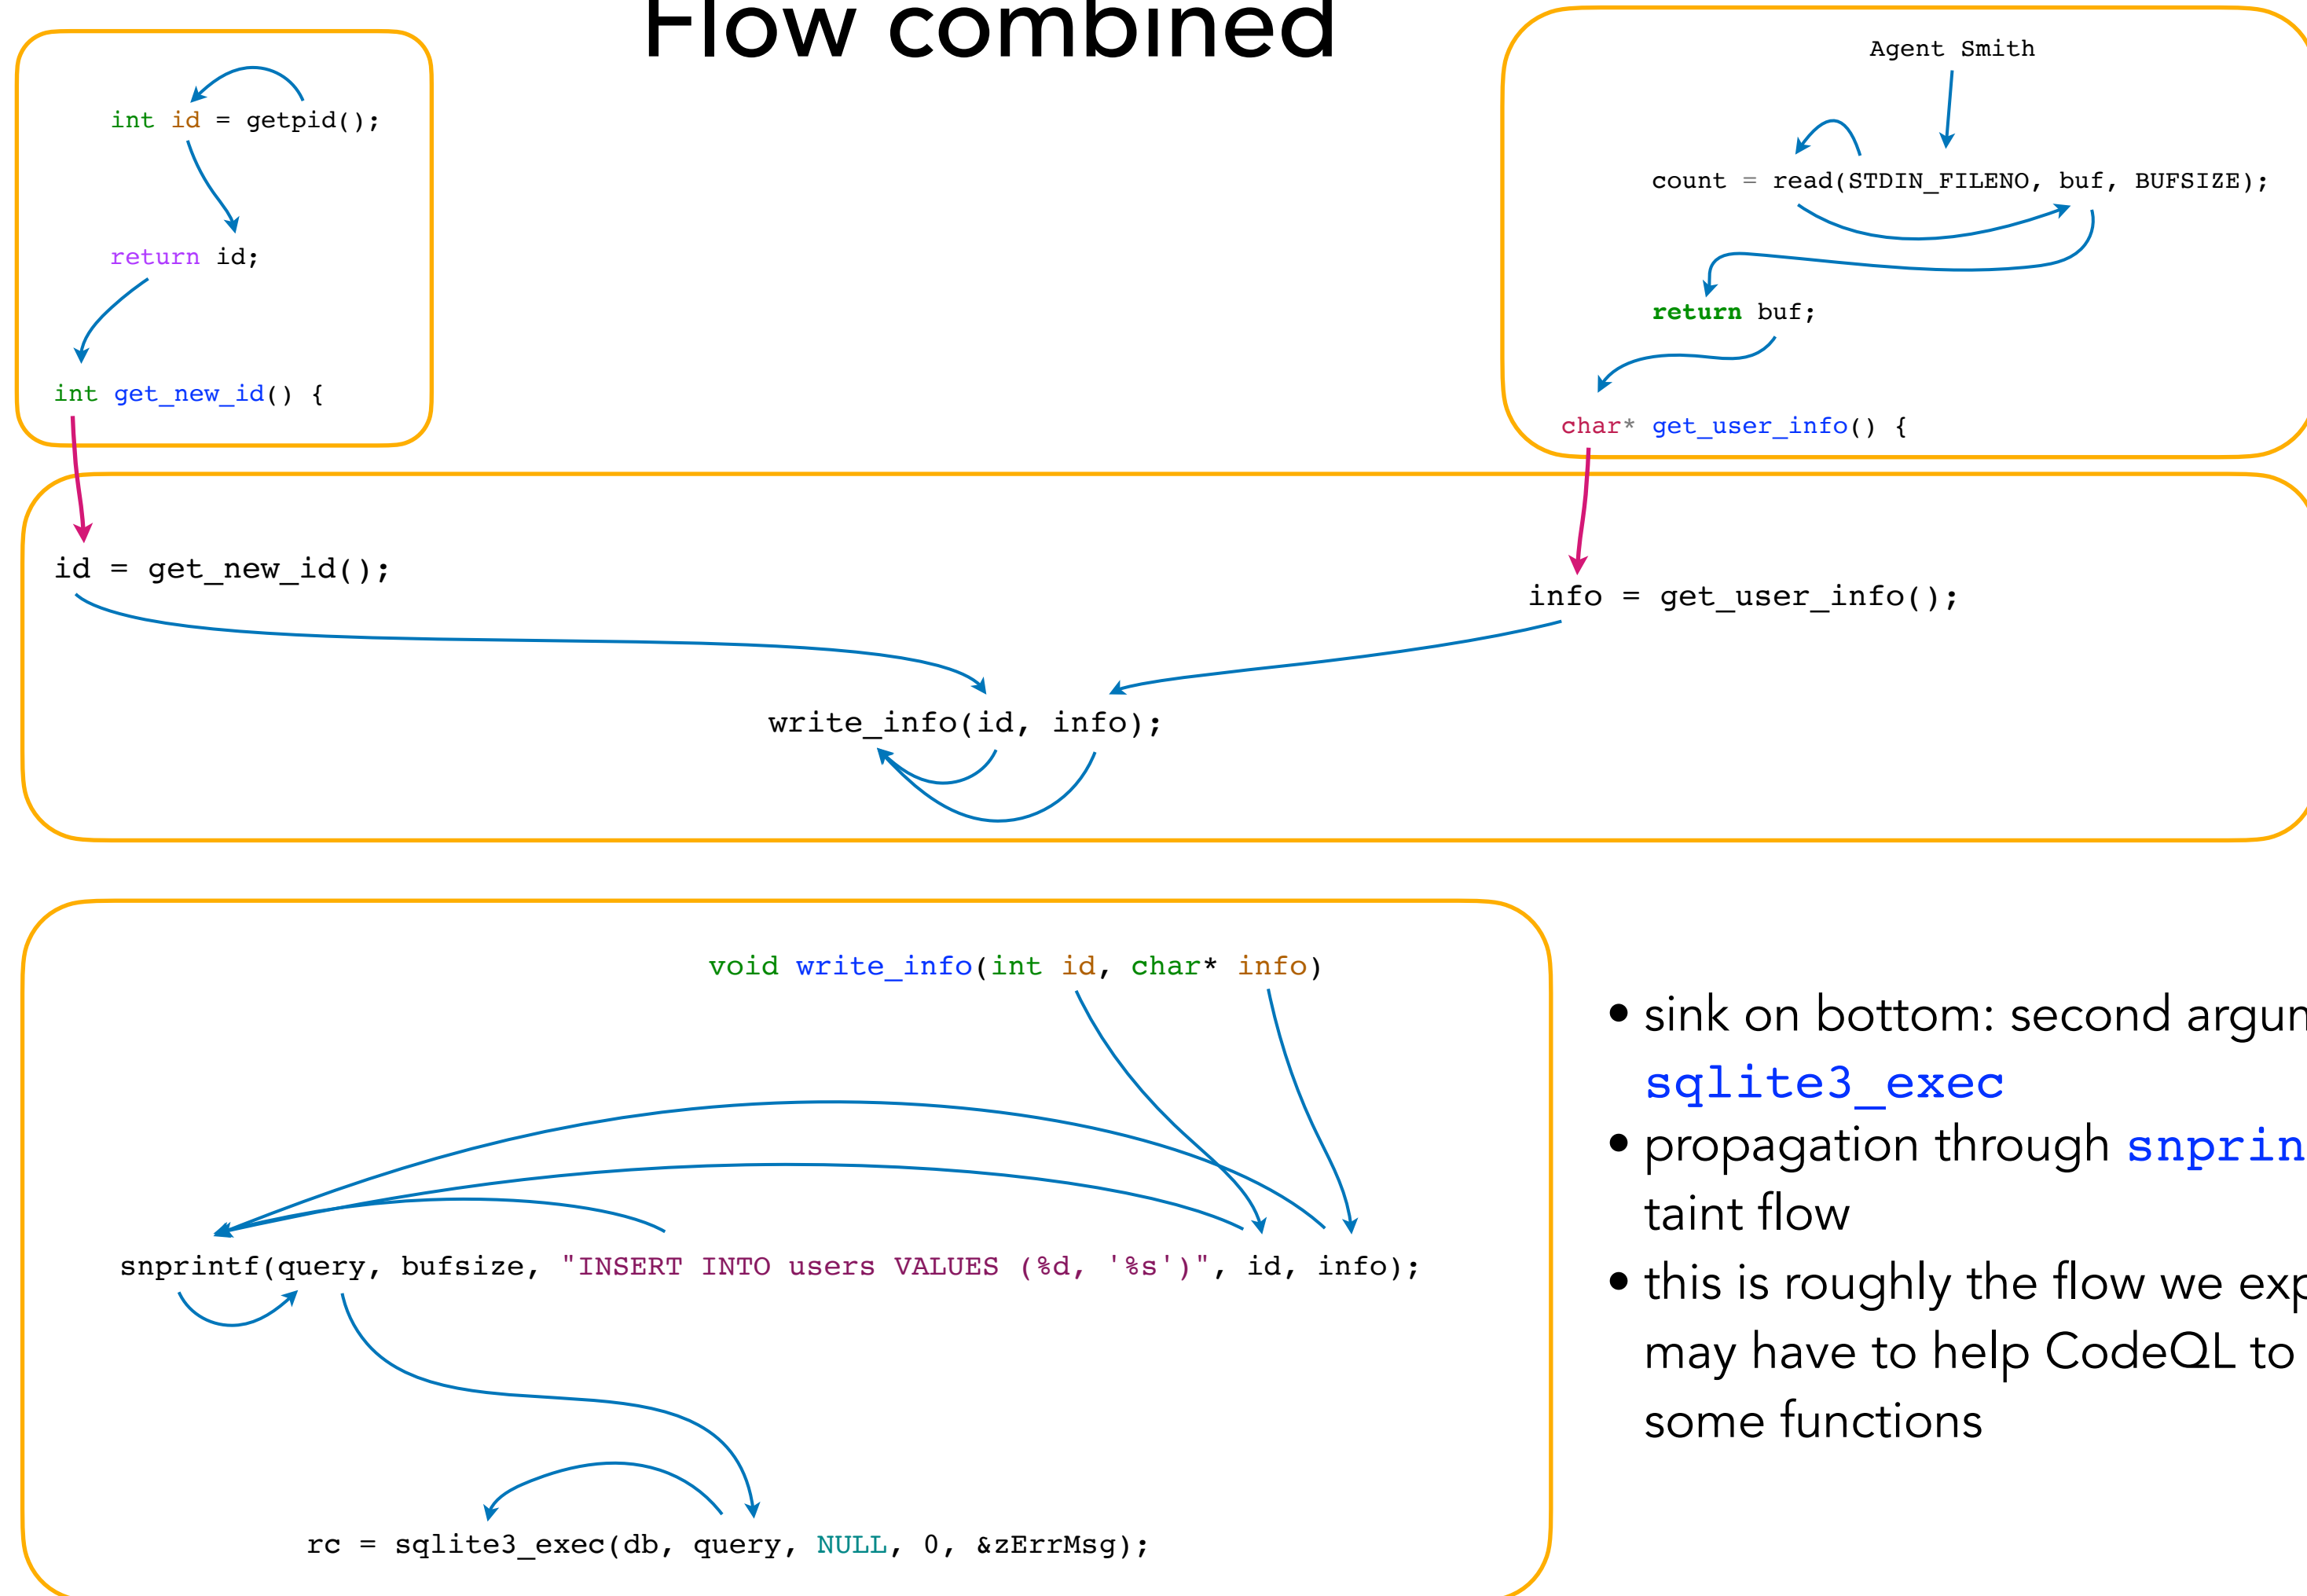 Flow combined
int id = getpid();
return id;
int get_new_id() {
Agent Smith
count = read(STDIN_FILENO, buf, BUFSIZE);
return buf;
char* get_user_info() {
id = get_new_id();
info = get_user_info();
write_info(id, info);
void write_info(int id, char* info)
snprintf(query, bufsize, "INSERT INTO users VALUES (%d, '%s')", id, info);
rc = sqlite3_exec(db, query, NULL, 0, &zErrMsg);
• sink on bottom: second
sqlite3_exec
• propagation through
taint flow
• this is roughly the flow we
may have to help CodeQL to
some functions